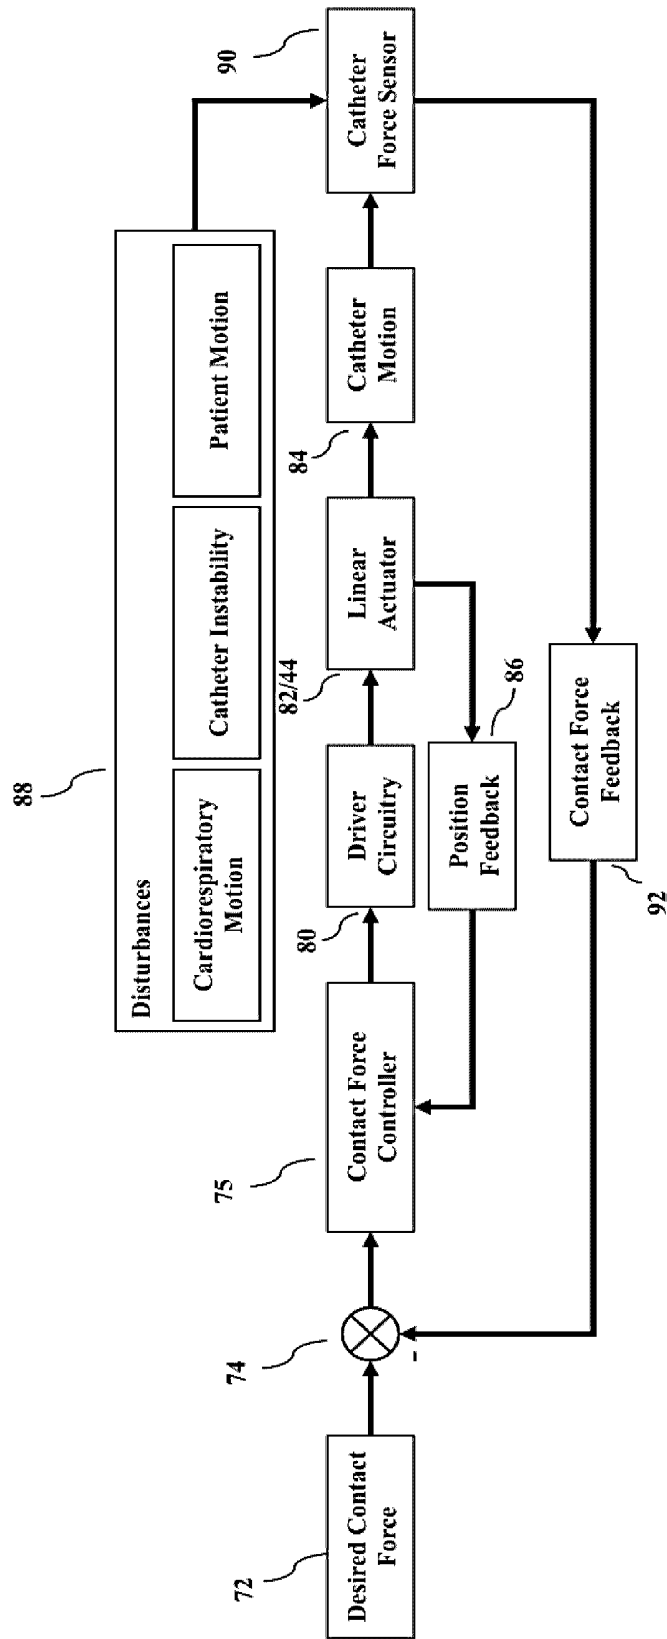 88
Disturbances
Cardiorespiratory
Motion
Catheter Instability
Patient Motion
90
72
Desired Contact
Force
74
-
75
Contact Force
Controller
80
Driver
Circuitry
82/44
Linear
Actuator
84
Catheter
Motion
Catheter
Force Sensor
86
Position
Feedback
92
Contact Force
Feedback